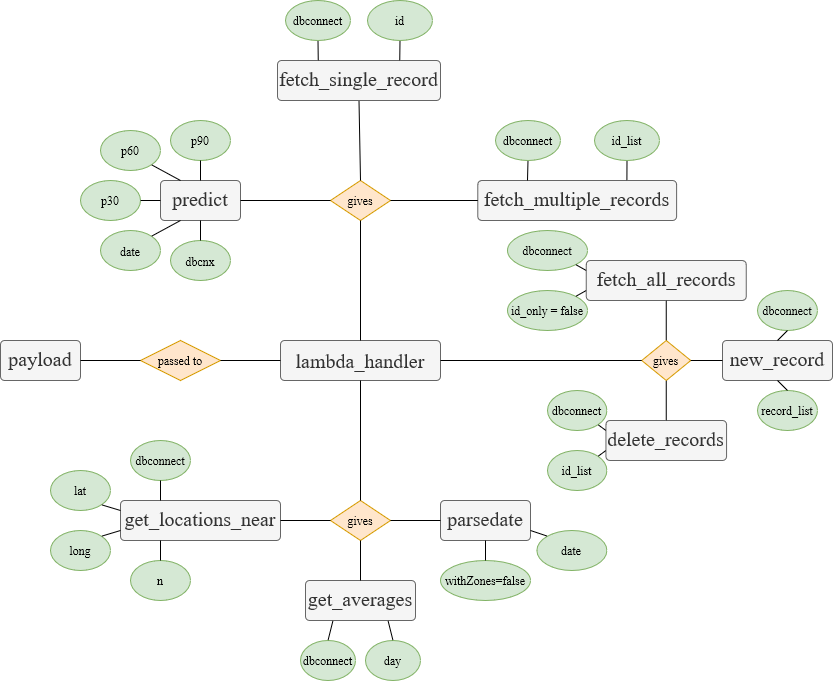 dbconnect
id
fetch_single_record
p90
p60
dbconnect
id_list
p30
predict
gives
fetch_multiple_records
date
dbcnx
dbconnect
fetch_all_records
id_only = false
dbconnect
payload
passed to
lambda_handler
gives
new_record
dbconnect
record_list
delete_records
dbconnect
id_list
lat
get_locations_near
gives
parsedate
long
date
n
withZones=false
get_averages
dbconnect
day